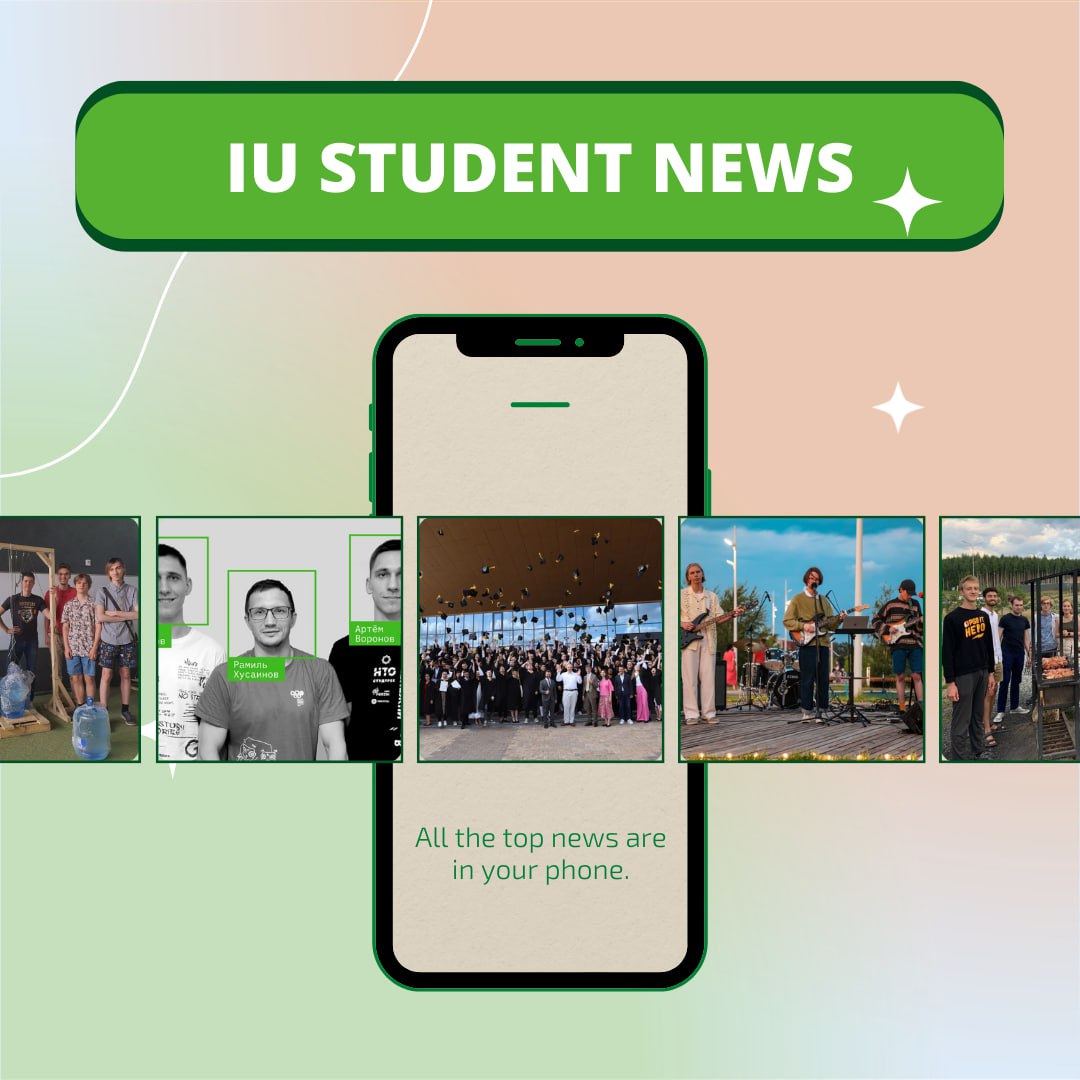 IU STUDENT NEWS
Рамиль
Хусаинов
Артём
Воронов
НТО
All the top news are
in your phone.